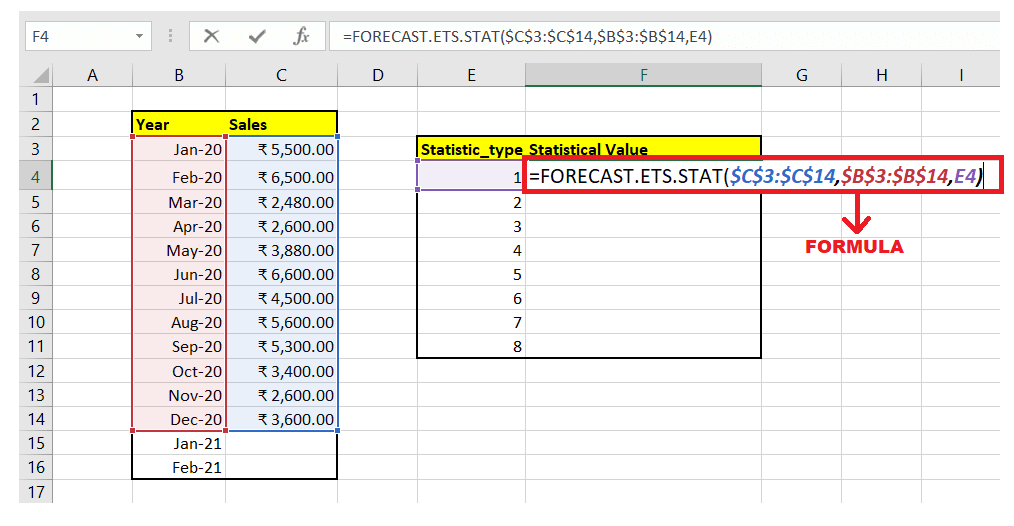 F4 =FORECAST.ETS.STAT($C$3:$C$14,$B$3:$B$14,E4)
A B C D E F G H I
1
2 Year Sales
3 Jan-20 ₹ 5,500.00 Statistic_type Statistical Value
4 Feb-20 ₹ 6,500.00 1 =FORECAST.ETS.STAT($C$3:$C$14,$B$3:$B$14,E4)
5 Mar-20 ₹ 2,480.00 2
6 Apr-20 ₹ 2,600.00 3
7 May-20 ₹ 3,880.00 4
FORMULA
8 Jun-20 ₹ 6,600.00 5
9 Jul-20 ₹ 4,500.00 6
10 Aug-20 ₹ 5,600.00 7
11 Sep-20 ₹ 5,300.00 8
12 Oct-20 ₹ 3,400.00
13 Nov-20 ₹ 2,600.00
14 Dec-20 ₹ 3,600.00
15 Jan-21
16 Feb-21
17